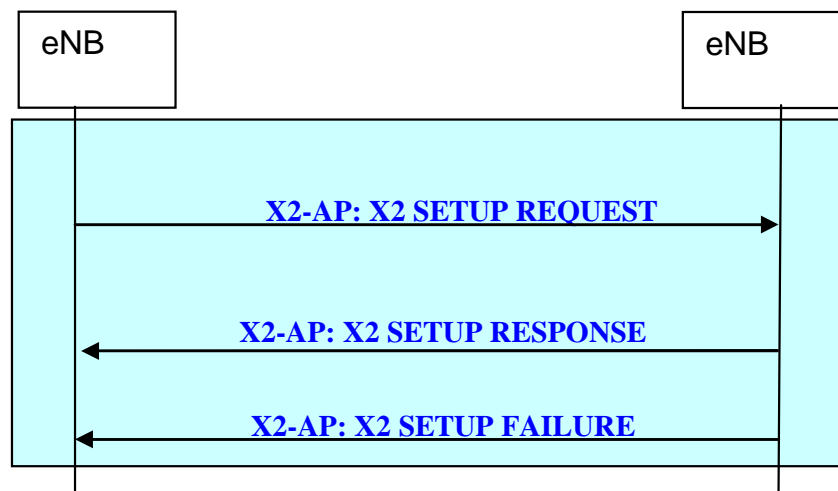 eNB
eNB
X2-AP: X2 SETUP REQUEST
X2-AP: X2 SETUP RESPONSE
X2-AP: X2 SETUP FAILURE